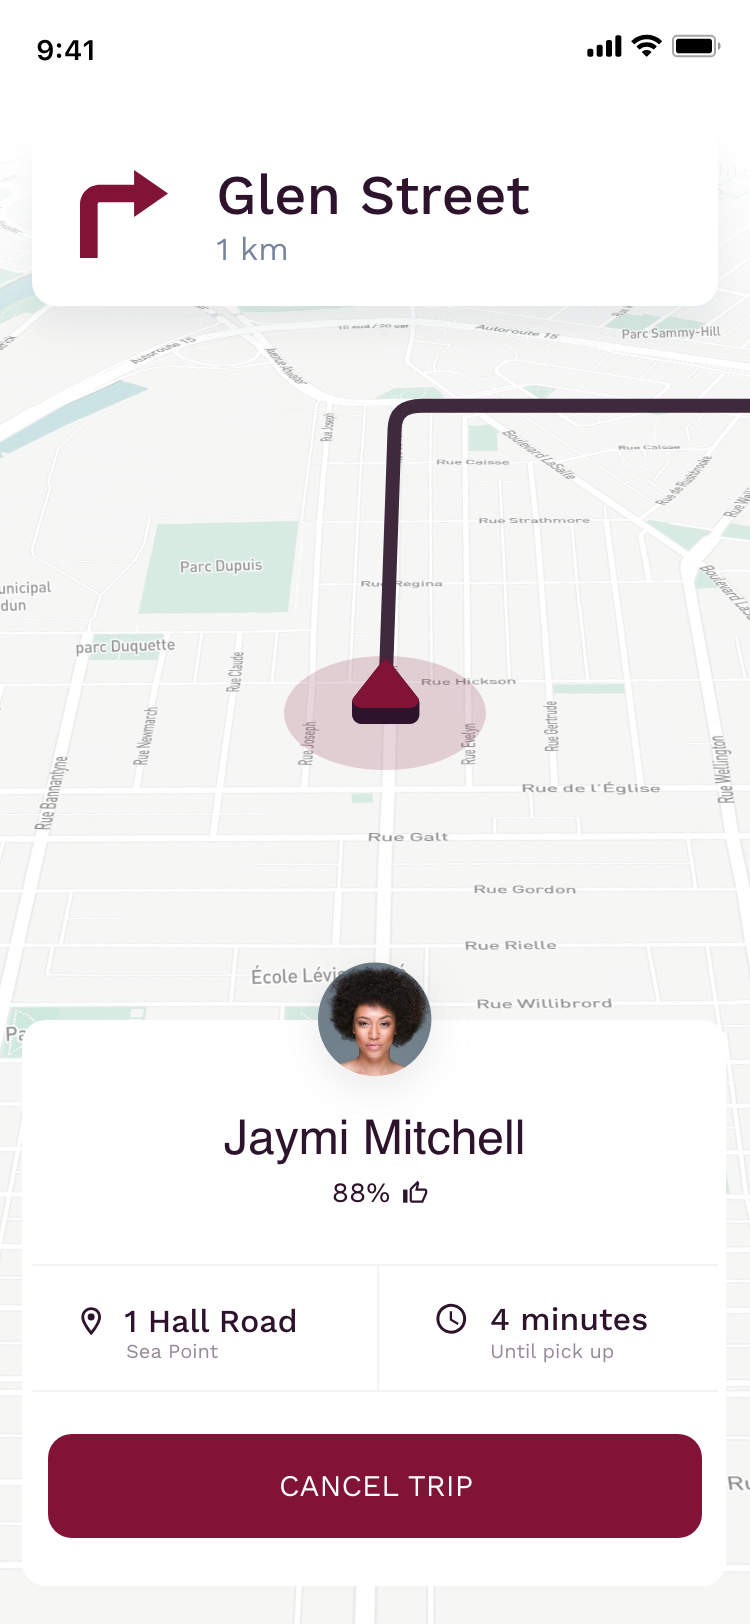 9:41
Glen Street
1 km
Autoroute 15
Autoroute 15
Parc Sammy-Hill
Avenue Atwater
Rue Joseph
Rue Caisse
Boulevard LaSalle
Rue Caisse
Rue de Rushbrooke
Rue Strathmore
Parc Dupuis
Rue Regina
unicipal
dun
Boulevard LaS
parc Duquette
Rue Claude
Rue Hickson
Rue Newmarch
Rue Joseph
Rue Evelyn
Rue Gertrude
Rue Wellington
Rue Bannantyne
Rue de l'Église
Rue Galt
Rue Gordon
Rue Rielle
École Lévis
Rue Willibrord
Pa
Jaymi Mitchell
88%
1 Hall Road
Sea Point
4 minutes
Until pick up
CANCEL TRIP
Ru